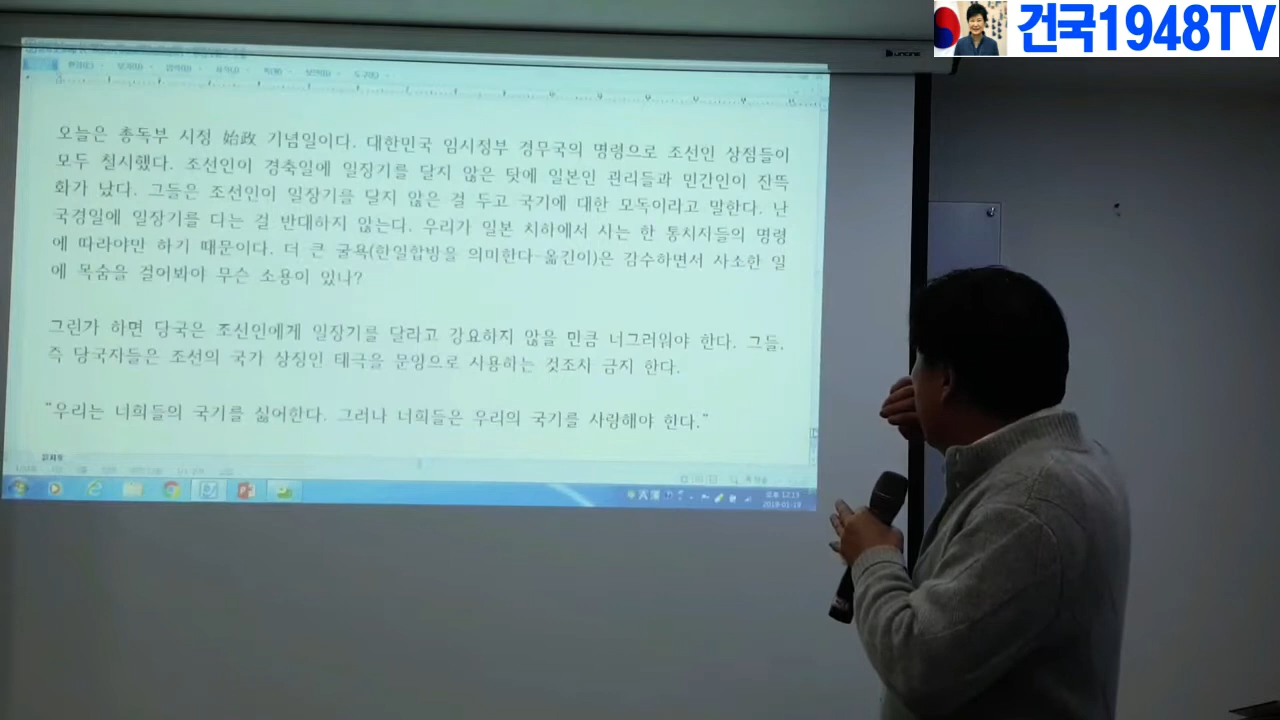 건국1948TV
오늘은 총독부 시정 始政 기념일이다. 대한민국 임시정부 경무국의 명령으로 조선인 상점들이
모두 철시했다. 조선인이 경축일에 일장기를 달지 않은 탓에 일본인 관리들과 민간인이 잔뜩
화가 났다. 그들은 조선인이 일장기를 달지 않은 걸 두고 국기에 대한 모독이라고 말한다. 난
국경일에 일장기를 다는 걸 반대하지 않는다. 우리가 일본 치하에서 사는 한 통치자들의 명령
에 따라야만 하기 때문이다. 더 큰 굴욕(한일합방을 의미한다-옮긴이)은 감수하면서 사소한 일
에 목숨을 걸어봐야 무슨 소용이 있나?
그런가 하면 당국은 조선인에게 일장기를 달라고 강요하지 않을 만큼 너그러워야 한다. 그들,
즉 당국자들은 조선의 국가 상징인 태극을 문양으로 사용하는 것조차 금지 한다.
"우리는 너희들의 국기를 싫어한다. 그러나 너희들은 우리의 국기를 사랑해야 한다."
오후 12:13
2019-01-19